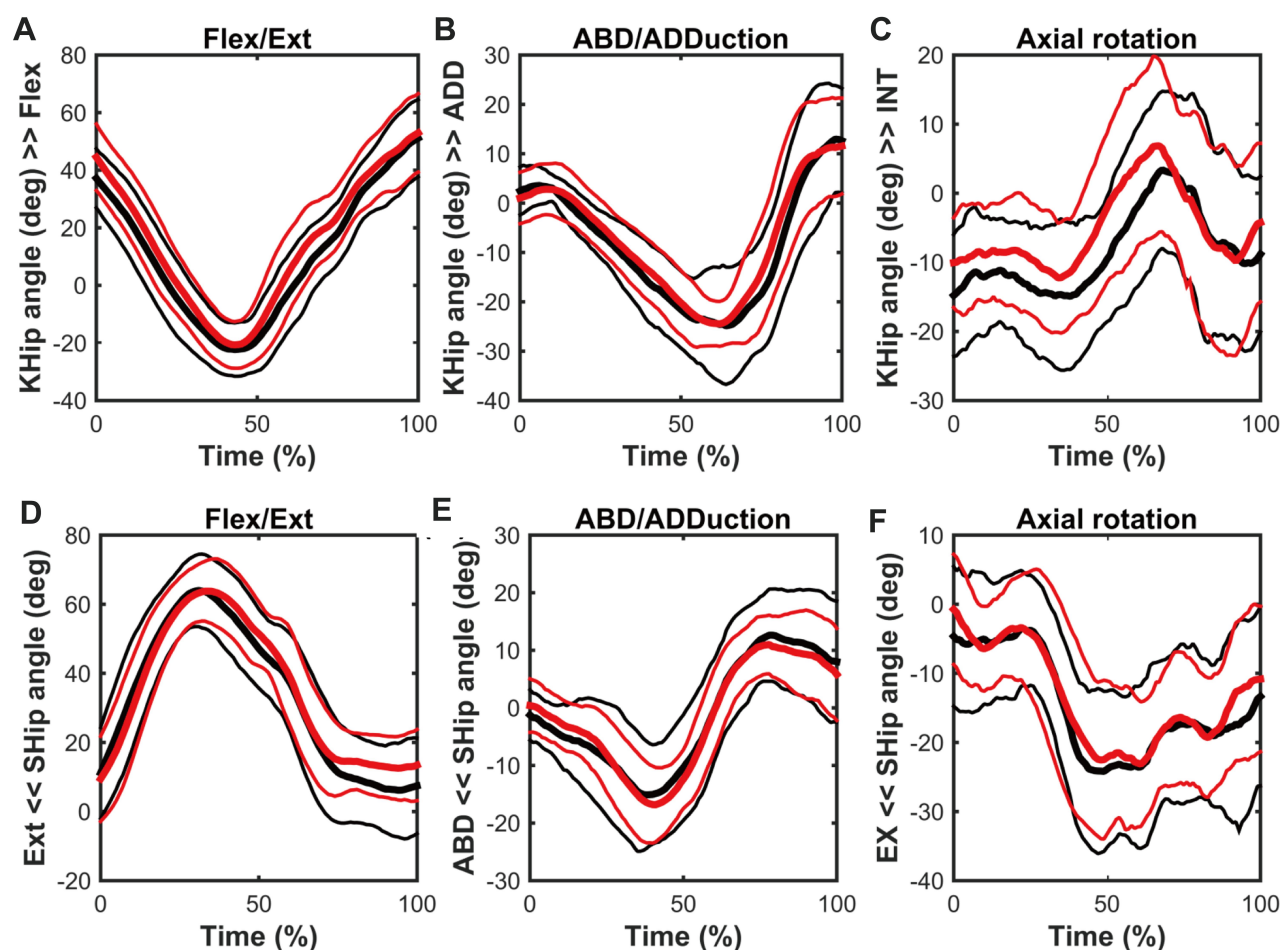 A
Flex/Ext
KHip angle (deg) >> Flex
80
60
40
20
0
-20
-40
0
50
100
Time (%)
B
ABD/ADDuction
KHip angle (deg) >> ADD
40
30
20
10
0
-10
-20
-30
-40
0
50
100
Time (%)
C
Axial rotation
KHip angle (deg) >> INT
20
10
0
-10
-20
-30
0
50
100
Time (%)
D
Flex/Ext
Ext << SHip angle (deg)
80
60
40
20
0
-20
0
50
100
Time (%)
E
ABD/ADDuction
ABD << SHip angle (deg)
30
20
10
0
-10
-20
-30
0
50
100
Time (%)
F
Axial rotation
EX << SHip angle (deg)
10
0
-10
-20
-30
-40
0
50
100
Time (%)